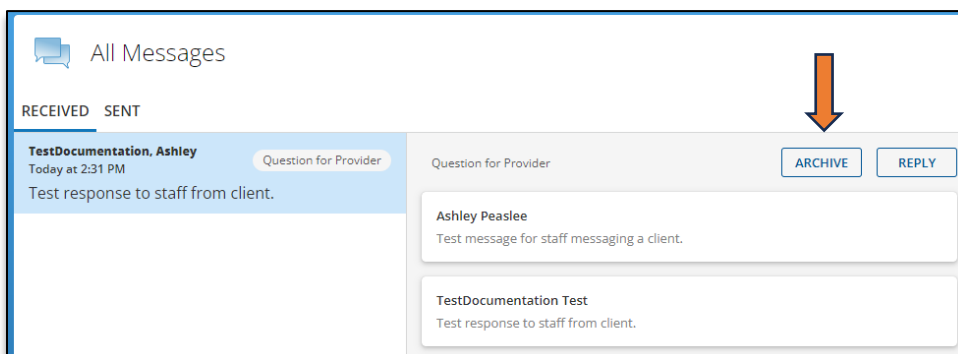 All Messages
RECEIVED SENT
TestDocumentation, Ashley
Today at 2:31 PM
Question for Provider
Test response to staff from client.
Question for Provider
ARCHIVE
REPLY
Ashley Peaslee
Test message for staff messaging a client.
TestDocumentation Test
Test response to staff from client.